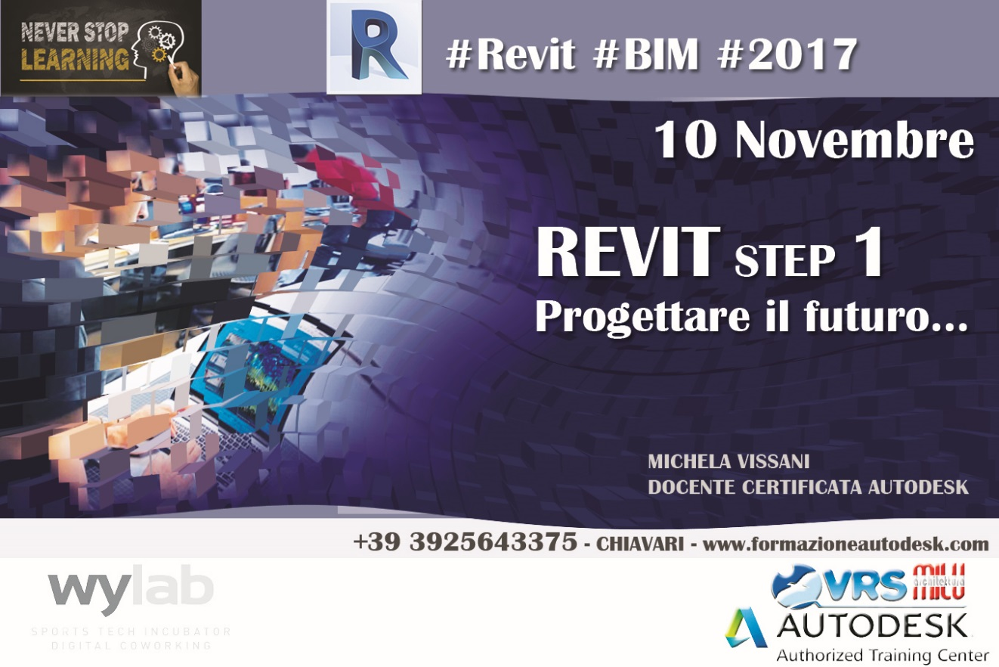 NEVER STOP
LEARNING
R
#Revit #BIM #2017
10 Novembre
REVIT STEP 1
Progettare il futuro...
MICHELA VISSANI
DOCENTE CERTIFICATA AUTODESK
+39 3925643375 - CHIAVARI - www.formazioneautodesk.com
wylab
SPORTS TECH INCUBATOR
DIGITAL COWORKING
VRS milu
architektura
AUTODESK
Authorized Training Center